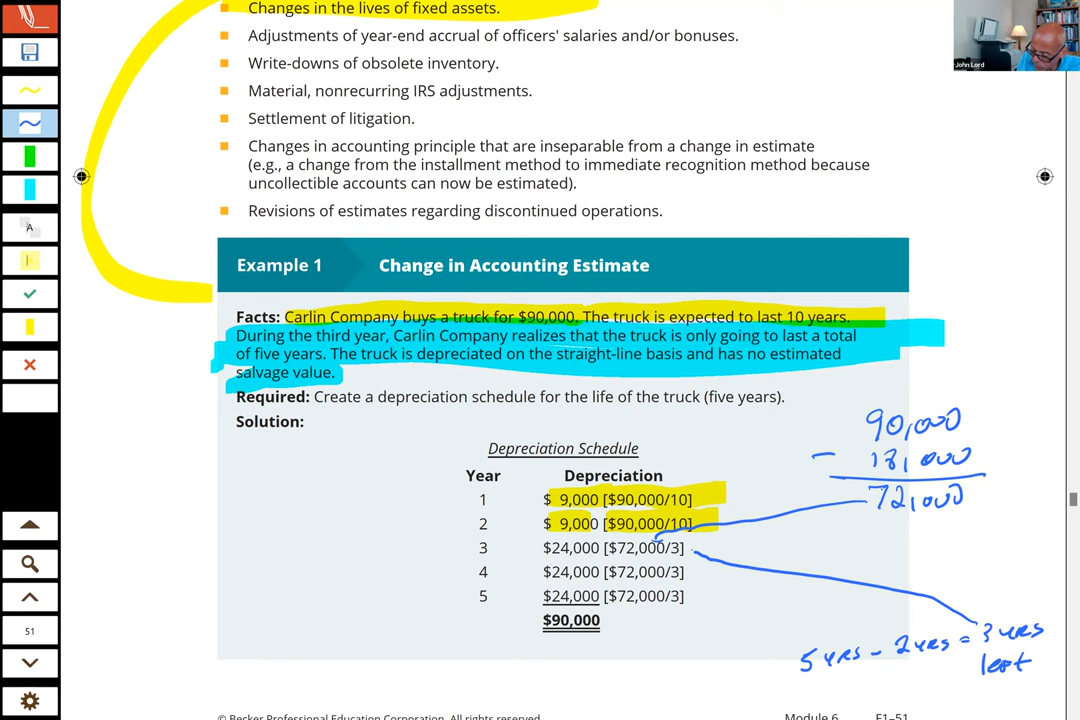 Changes in the lives of fixed assets.
Adjustments of year-end accrual of officers' salaries and/or bonuses.
Write-downs of obsolete inventory.
Material, nonrecurring IRS adjustments.
Settlement of litigation.
Changes in accounting principle that are inseparable from a change in estimate
(e.g., a change from the installment method to immediate recognition method because
uncollectible accounts can now be estimated).
Revisions of estimates regarding discontinued operations.
John Lord
A
Example 1 Change in Accounting Estimate
Facts: Carlin Company buys a truck for $90,000. The truck is expected to last 10 years.
During the third year, Carlin Company realizes that the truck is only going to last a total
of five years. The truck is depreciated on the straight-line basis and has no estimated
salvage value.
Required: Create a depreciation schedule for the life of the truck (five years).
Solution:
Depreciation Schedule
Year Depreciation
1 $ 9,000 [$90,000/10]
2 $ 9,000 [$90,000/10]
3 $24,000 [$72,000/3]
4 $24,000 [$72,000/3]
5 $24,000 [$72,000/3]
$90,000
90,000
- 18,000
72,000
5 yrs - 2 yrs = 3 yrs
left
51
© Becker Professional Education Corporation. All rights reserved. Module 6 F1–51